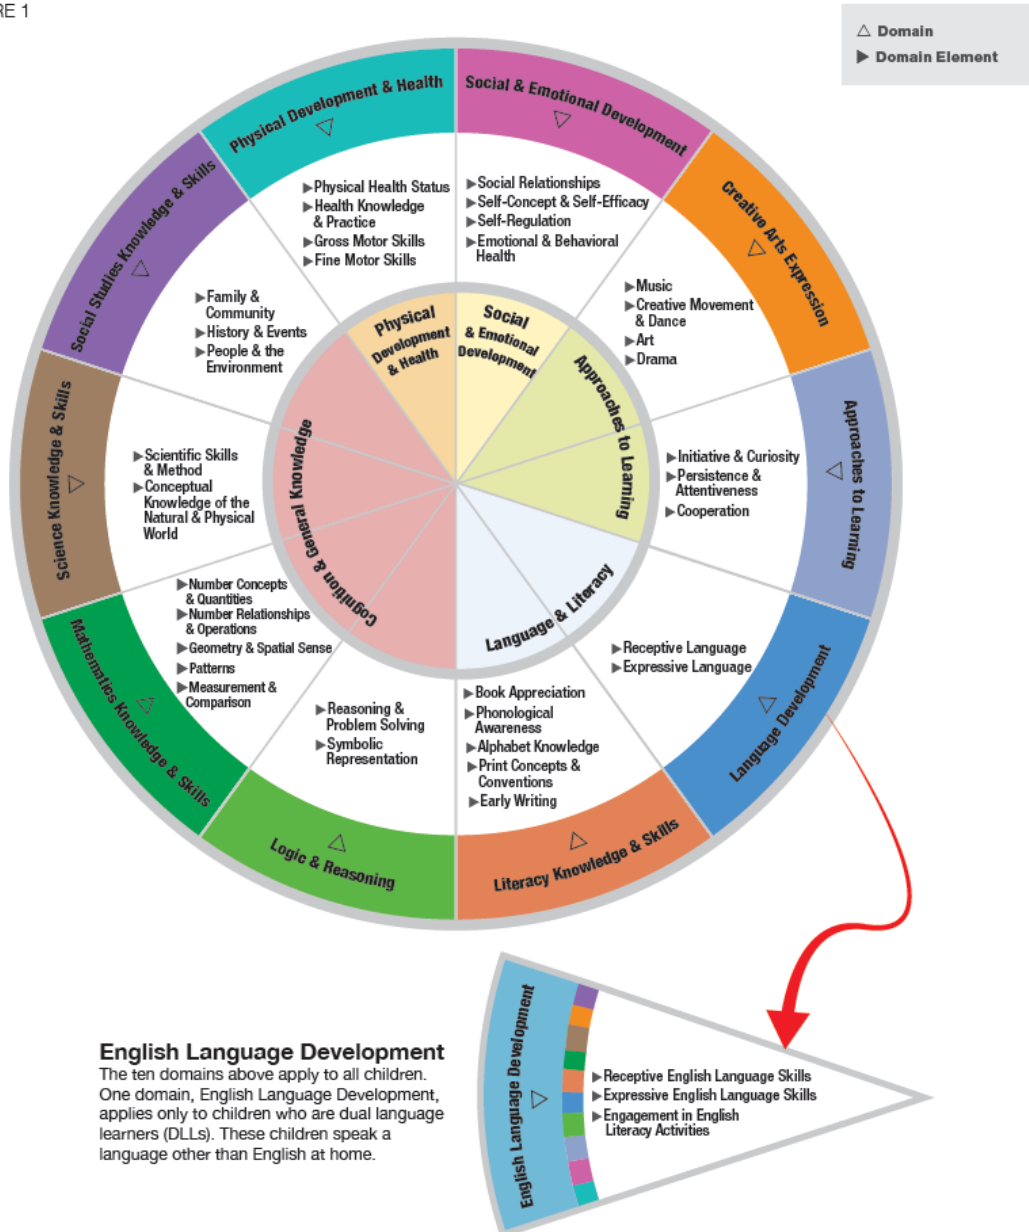 RE 1
△ Domain
▶ Domain Element
Physical Development & Health
▶Physical Health Status
▶Health Knowledge
& Practice
▶Gross Motor Skills
▶Fine Motor Skills
Social & Emotional Development
▶Social Relationships
▶Self-Concept & Self-Efficacy
▶Self-Regulation
▶Emotional & Behavioral
Health
Creative Arts Expression
▶Music
▶Creative Movement
& Dance
▶Art
▶Drama
Approaches to Learning
▶Initiative & Curiosity
▶Persistence &
Attentiveness
▶Cooperation
Language Development
▶Receptive Language
▶Expressive Language
Literacy Knowledge & Skills
▶Book Appreciation
▶Phonological
Awareness
▶Alphabet Knowledge
▶Print Concepts &
Conventions
▶Early Writing
Logic & Reasoning
▶Reasoning &
Problem Solving
▶Symbolic
Representation
Mathematics Knowledge & Skills
▶Number Concepts
& Quantities
▶Number Relationships
& Operations
▶Geometry & Spatial Sense
▶Patterns
▶Measurement &
Comparison
Science Knowledge & Skills
▶Scientific Skills
& Method
▶Conceptual
Knowledge of the
Natural & Physical
World
Social Studies Knowledge & Skills
▶Family &
Community
▶History & Events
▶People & the
Environment
Physical
Development
& Health
Social
& Emotional
Development
Approaches to Learning
Language & Literacy
Cognition & General Knowledge
English Language Development
The ten domains above apply to all children.
One domain, English Language Development,
applies only to children who are dual language
learners (DLLs). These children speak a
language other than English at home.
English Language Development
▶Receptive English Language Skills
▶Expressive English Language Skills
▶Engagement in English
Literacy Activities